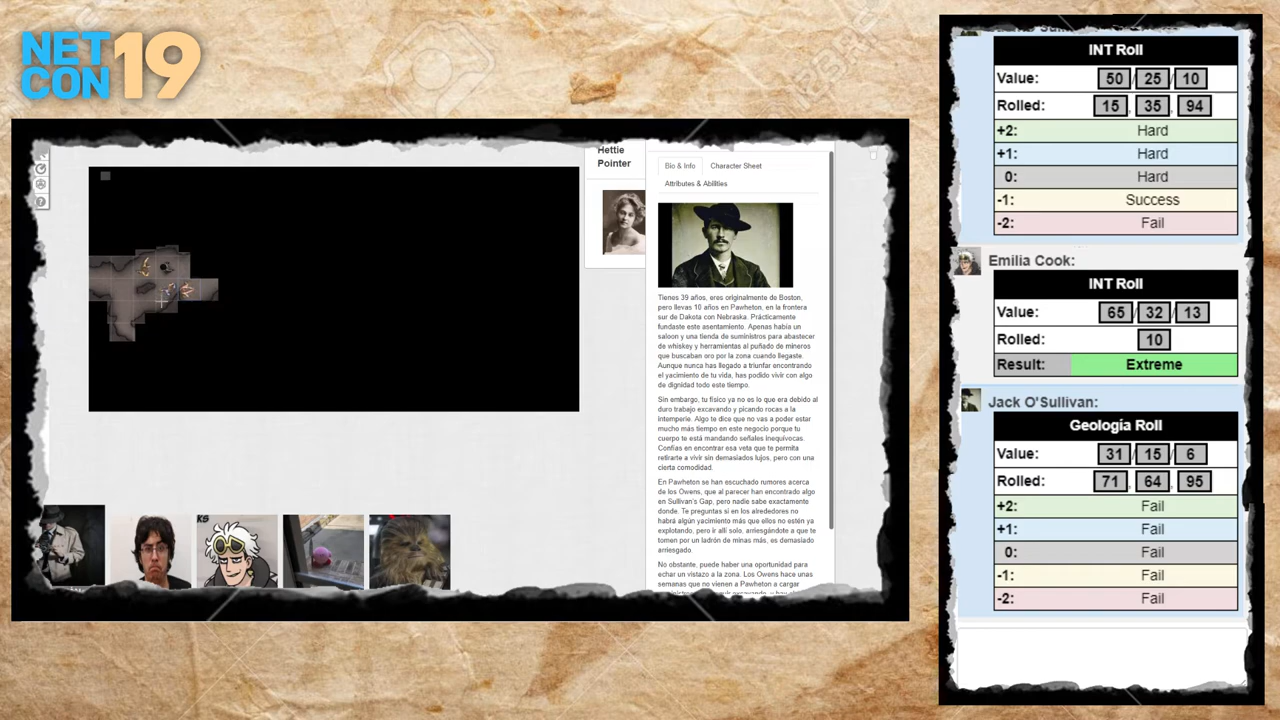 NET
CON 19
Hettie
Pointer
Bio & Info
Character Sheet
Attributes & Abilities
Tienes 39 años, eres originalmente de Boston,
pero llevas 10 años en Pawheton, en la frontera
sur de Dakota con Nebraska. Prácticamente
fundaste este asentamiento. Apenas había un
saloon y una tienda de suministros para abastecer
de whiskey y herramientas al puñado de mineros
que buscaban oro por la zona cuando llegaste.
Aunque nunca has llegado a triunfar encontrando
el yacimiento de tu vida, has podido vivir con algo
de dignidad todo este tiempo.
Sin embargo, tu físico ya no es lo que era debido al
duro trabajo excavando y picando rocas a la
intemperie. Algo te dice que no vas a poder estar
mucho más tiempo en este negocio porque tu
cuerpo te está mandando señales inequívocas.
Confías en encontrar esa veta que te permita
retirarte a vivir sin demasiados lujos, pero con una
cierta comodidad.
En Pawheton se han escuchado rumores acerca
de los Owens, que al parecer han encontrado algo
en Sullivan's Gap, pero nadie sabe exactamente
donde. Te preguntas si en los alrededores no
habrá algún yacimiento más que ellos no estén ya
explotando, pero ir allí solo, arriesgándote a que te
tomen por un ladrón de minas más, es demasiado
arriesgado.
No obstante, puede haber una oportunidad para
echar un vistazo a la zona. Los Owens hace unas
semanas que no vienen a Pawheton a cargar
KS
INT Roll
Value: 50 / 25 / 10
Rolled: 15, 35, 94
+2: Hard
+1: Hard
0: Hard
-1: Success
-2: Fail
Emilia Cook:
INT Roll
Value: 65 / 32 / 13
Rolled: 10
Result: Extreme
Jack O'Sullivan:
Geología Roll
Value: 31 / 15 / 6
Rolled: 71, 64, 95
+2: Fail
+1: Fail
0: Fail
-1: Fail
-2: Fail